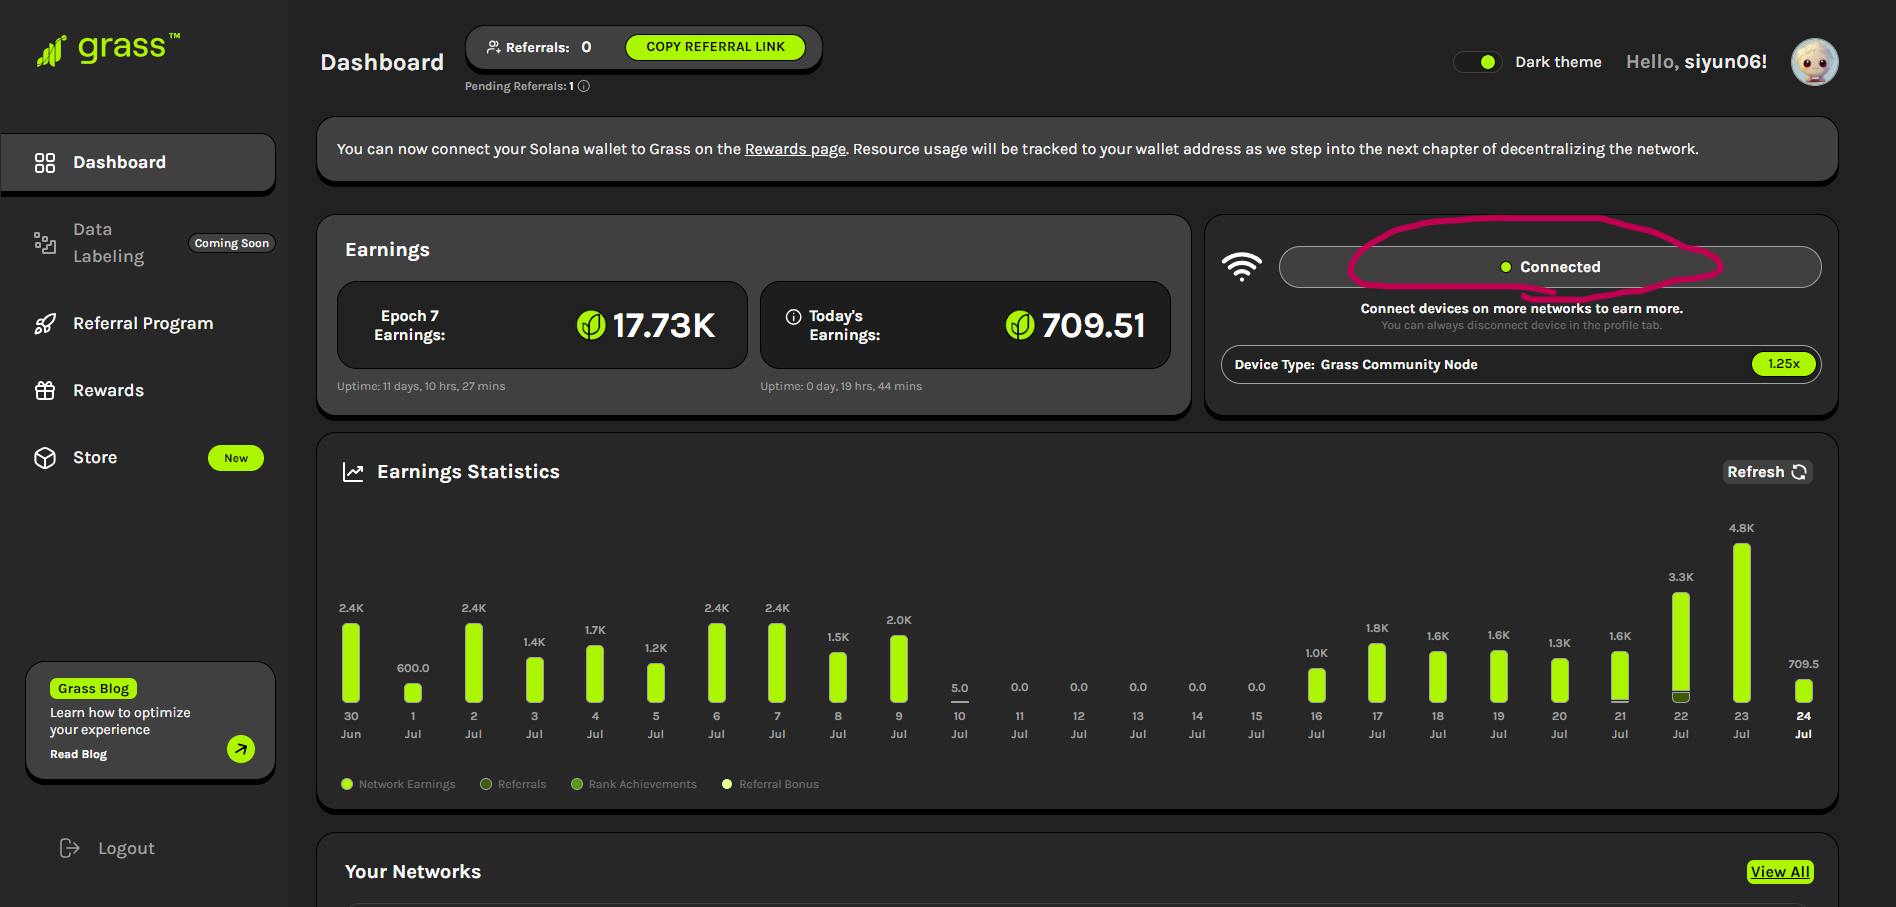 grass™
Dashboard
Data
Labeling
Coming Soon
Referral Program
Rewards
Store
New
Grass Blog
Learn how to optimize
your experience
Read Blog
Logout
Dashboard
Referrals: 0
COPY REFERRAL LINK
Pending Referrals: 1
Dark theme
Hello, siyun06!
You can now connect your Solana wallet to Grass on the Rewards page. Resource usage will be tracked to your wallet address as we step into the next chapter of decentralizing the network.
Earnings
Epoch 7
Earnings:
17.73K
Uptime: 11 days, 10 hrs, 27 mins
Today's
Earnings:
709.51
Uptime: 0 day, 19 hrs, 44 mins
Connected
Connect devices on more networks to earn more.
You can always disconnect device in the profile tab.
Device Type: Grass Community Node
1.25x
Earnings Statistics
Refresh
2.4K 600.0 2.4K 1.4K 1.7K 1.2K 2.4K 2.4K 1.5K 2.0K 5.0 0.0 0.0 0.0 0.0 0.0 1.0K 1.8K 1.6K 1.6K 1.3K 1.6K 3.3K 4.8K 709.5
30 1 2 3 4 5 6 7 8 9 10 11 12 13 14 15 16 17 18 19 20 21 22 23 24
Jun Jul Jul Jul Jul Jul Jul Jul Jul Jul Jul Jul Jul Jul Jul Jul Jul Jul Jul Jul Jul Jul Jul Jul Jul
Network Earnings Referrals Rank Achievements Referral Bonus
Your Networks
View All